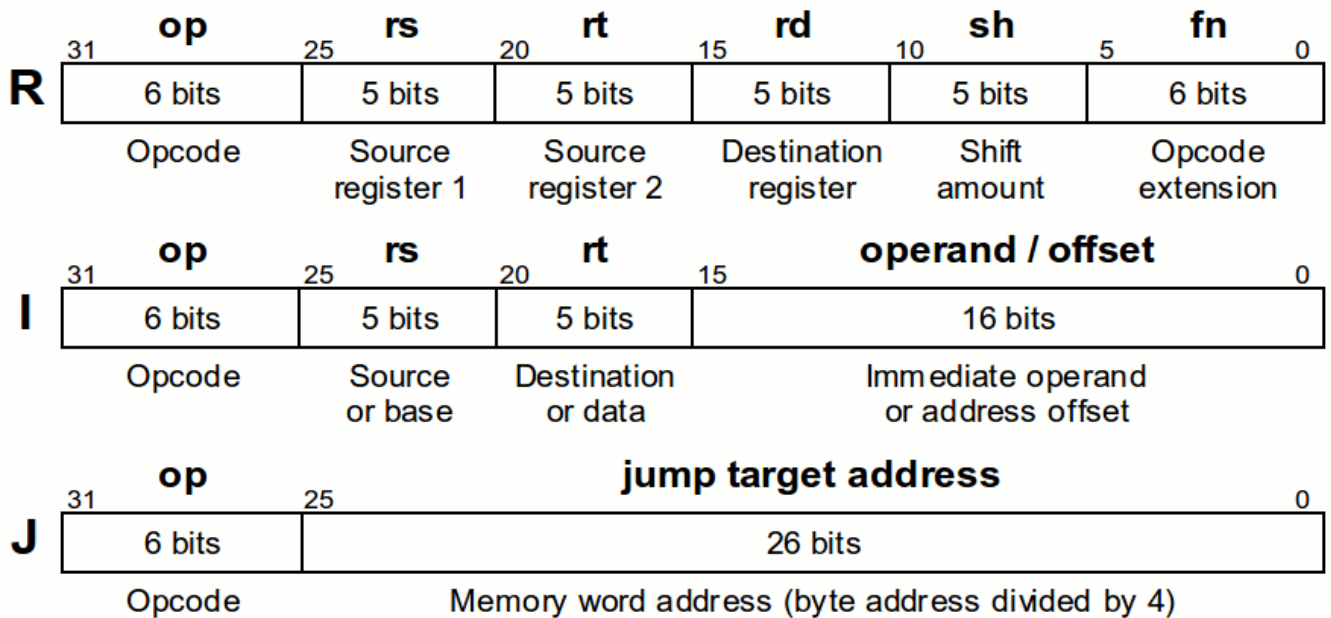 op rs rt rd sh fn
31 25 20 15 10 5 0
R 6 bits 5 bits 5 bits 5 bits 5 bits 6 bits
Opcode Source Source Destination Shift Opcode
register 1 register 2 register amount extension
op rs rt operand / offset
31 25 20 15 0
I 6 bits 5 bits 5 bits 16 bits
Opcode Source Destination Immediate operand
or base or data or address offset
op jump target address
31 25 0
J 6 bits 26 bits
Opcode Memory word address (byte address divided by 4)